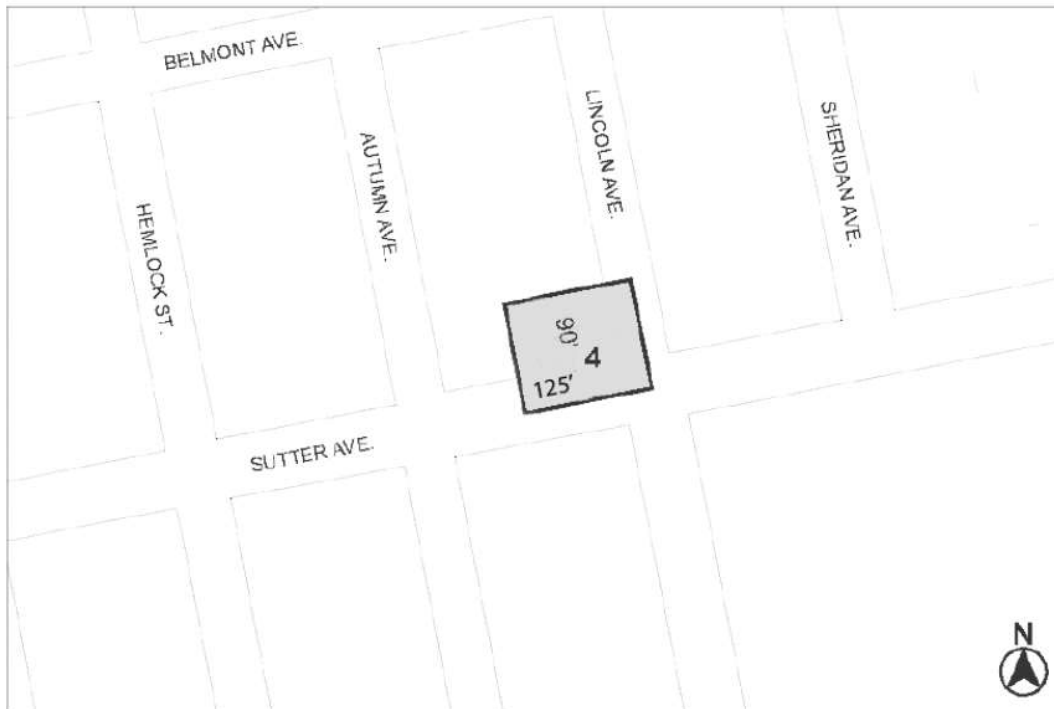 BELMONT AVE.
HEMLOCK ST.
AUTUMN AVE.
LINCOLN AVE.
SHERIDAN AVE.
90'
4
125'
SUTTER AVE.
N